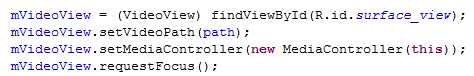 mVideoView = (VideoView) findViewById(R.id.surface_view);
mVideoView.setVideoPath(path);
mVideoView.setMediaController(new MediaController(this));
mVideoView.requestFocus();